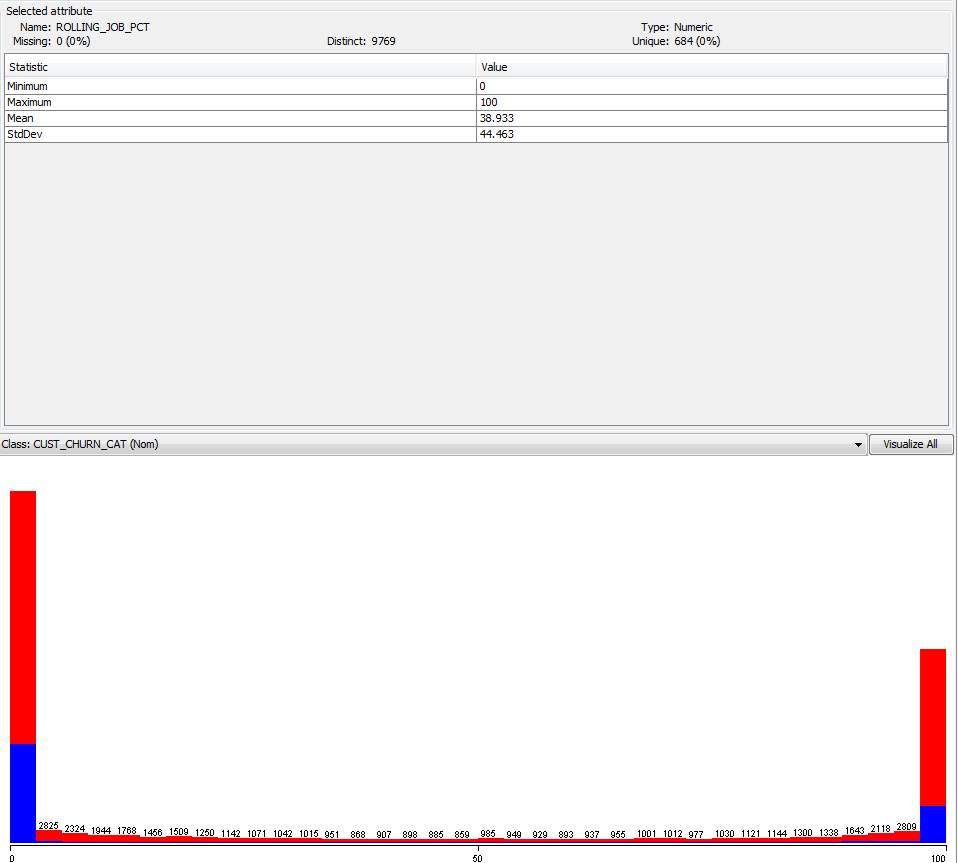 Selected attribute
Name: ROLLING_JOB_PCT Type: Numeric
Missing: 0 (0%) Distinct: 9769 Unique: 684 (0%)
Statistic Value
Minimum 0
Maximum 100
Mean 38.933
StdDev 44.463
Class: CUST_CHURN_CAT (Nom) Visualize All
2825 2324 1944 1768 1456 1509 1250 1142 1071 1042 1015 951 868 907 898 885 859 985 949 929 893 937 955 1001 1012 977 1030 1121 1144 1300 1338 1643 2118 2809
0 50 100